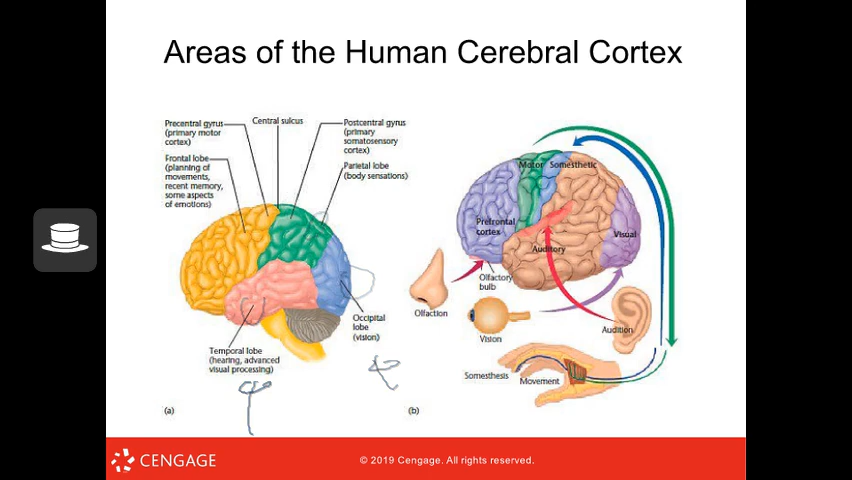 Areas of the Human Cerebral Cortex
Precentral gyrus
(primary motor
cortex)
Central sulcus
Postcentral gyrus
(primary
somatosensory
cortex)
Frontal lobe
(planning of
movements,
recent memory,
some aspects
of emotions)
Parietal lobe
(body sensations)
Occipital
lobe
(vision)
Temporal lobe
(hearing, advanced
visual processing)
(a)
Motor
Somesthetic
Prefrontal
cortex
Auditory
Visual
Olfactory
bulb
Olfaction
Vision
Audition
Somesthesis
Movement
(b)
CENGAGE
© 2019 Cengage. All rights reserved.